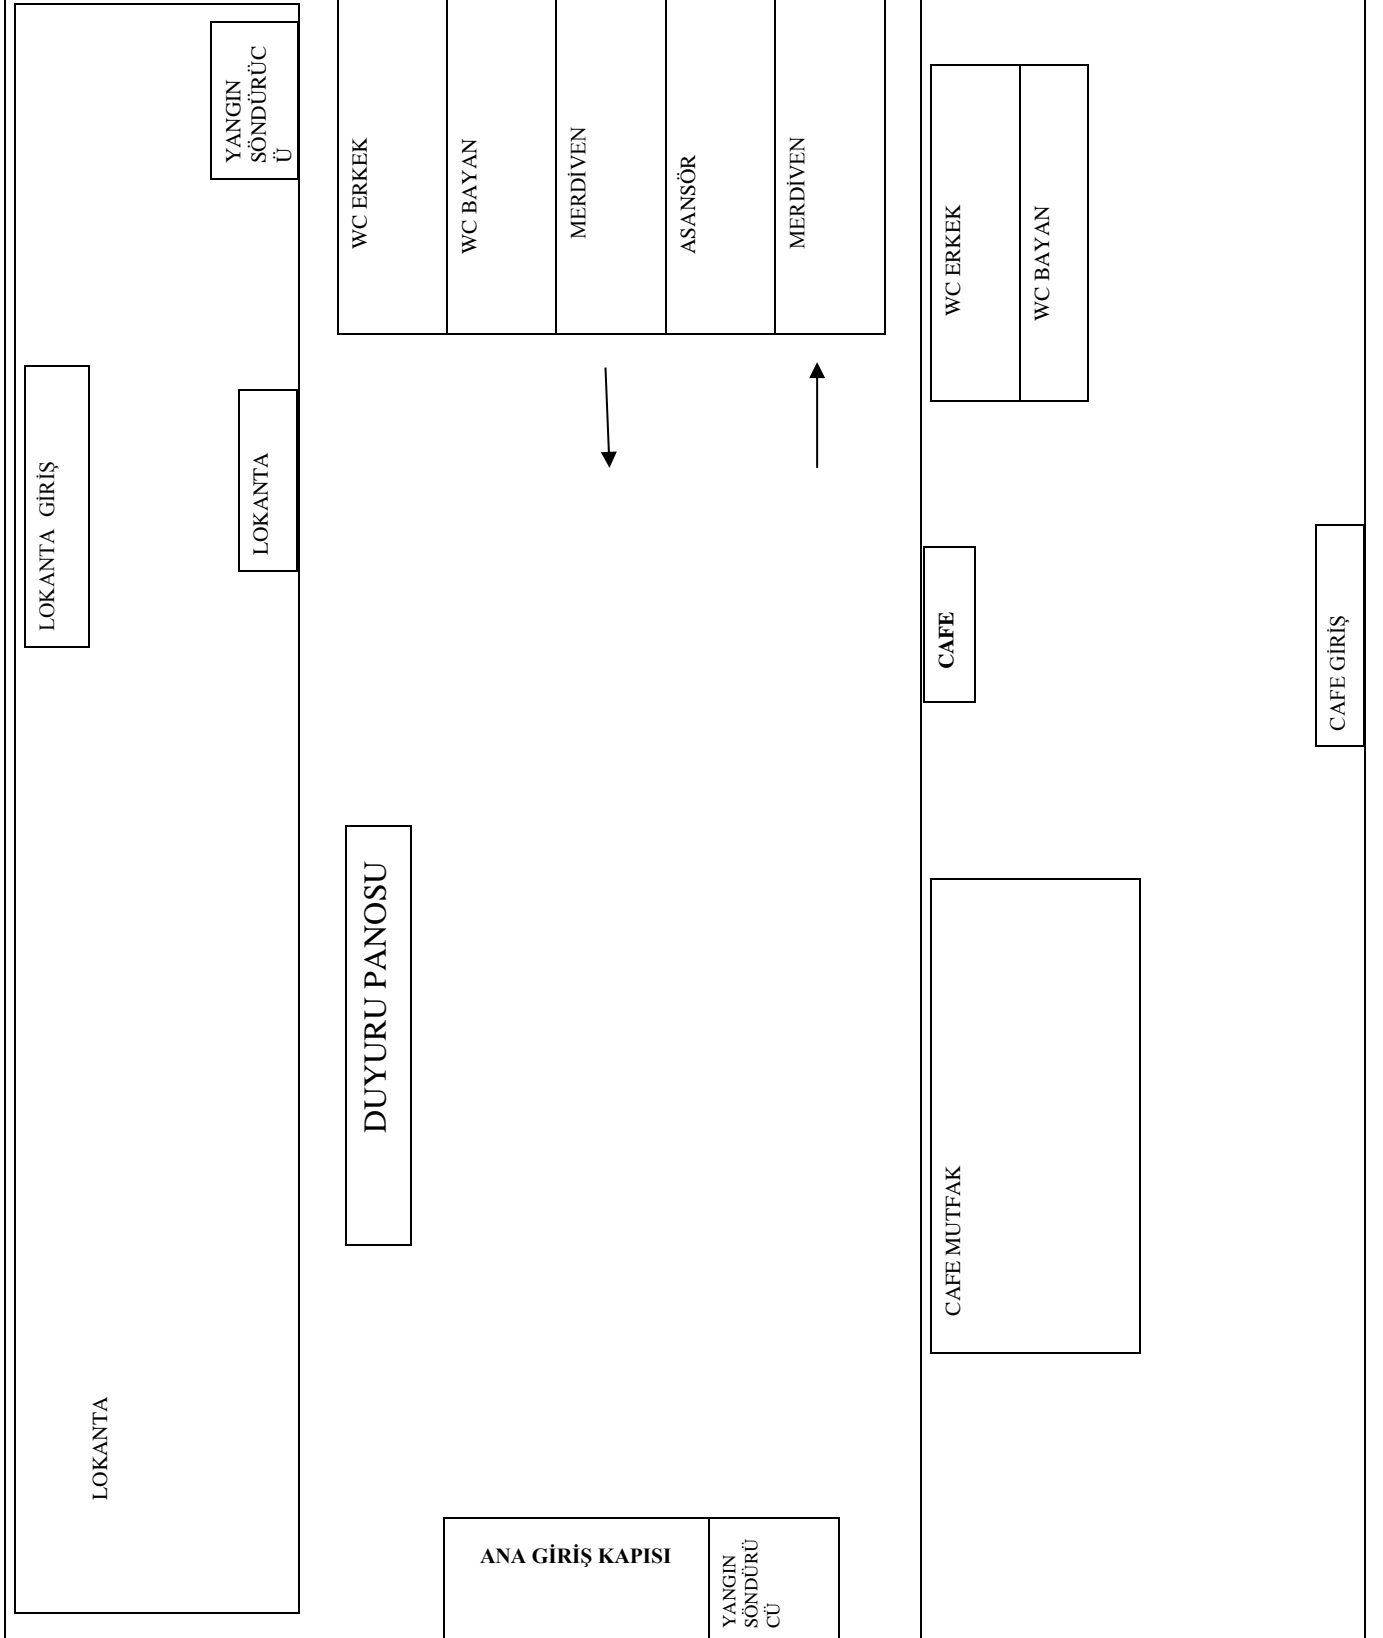 YANGIN
SÖNDÜRÜC
Ü
WC ERKEK
WC BAYAN
MERDİVEN
ASANSÖR
MERDİVEN
WC ERKEK
WC BAYAN
LOKANTA GİRİŞ
LOKANTA
CAFE
CAFE GİRİŞ
DUYURU PANOSU
CAFE MUTFAK
LOKANTA
ANA GİRİŞ KAPISI
YANGIN
SÖNDÜRÜ
CÜ